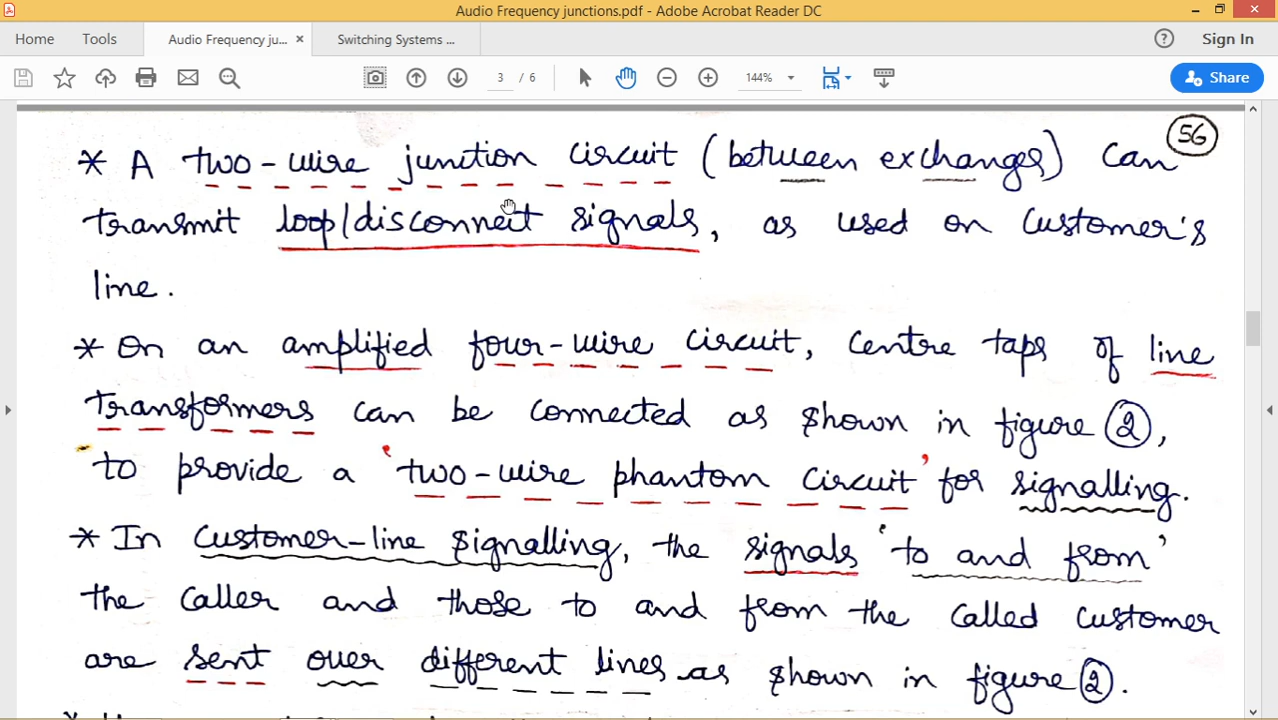 Audio Frequency junctions.pdf - Adobe Acrobat Reader DC
Home Tools Audio Frequency ju... × Switching Systems ... Sign In
3 / 6 144% Share
56
* A two-wire juntion circuit (between exchanges) can
transmit loop/disconnect signals, as used on customer's
line.
* On an amplified four-wire circuit, centre taps of line
transformers can be connected as shown in figure 2,
to provide a 'two-wire phantom circuit' for signalling.
* In customer-line signalling, the signals 'to and from'
the caller and those to and from the called customer
are sent over different lines as shown in figure 2.